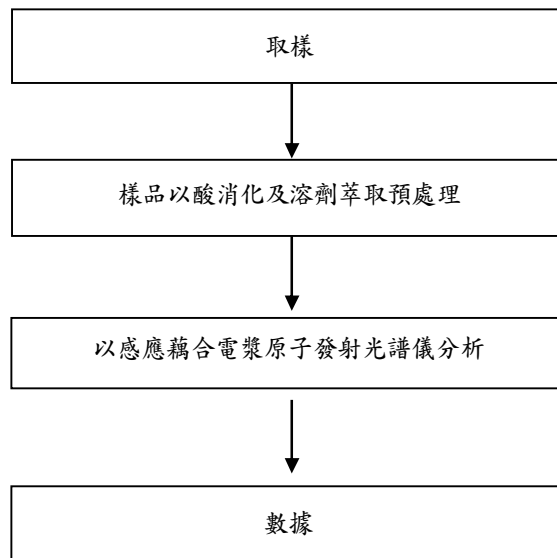 取樣
樣品以酸消化及溶劑萃取預處理
以感應藕合電漿原子發射光譜儀分析
數據